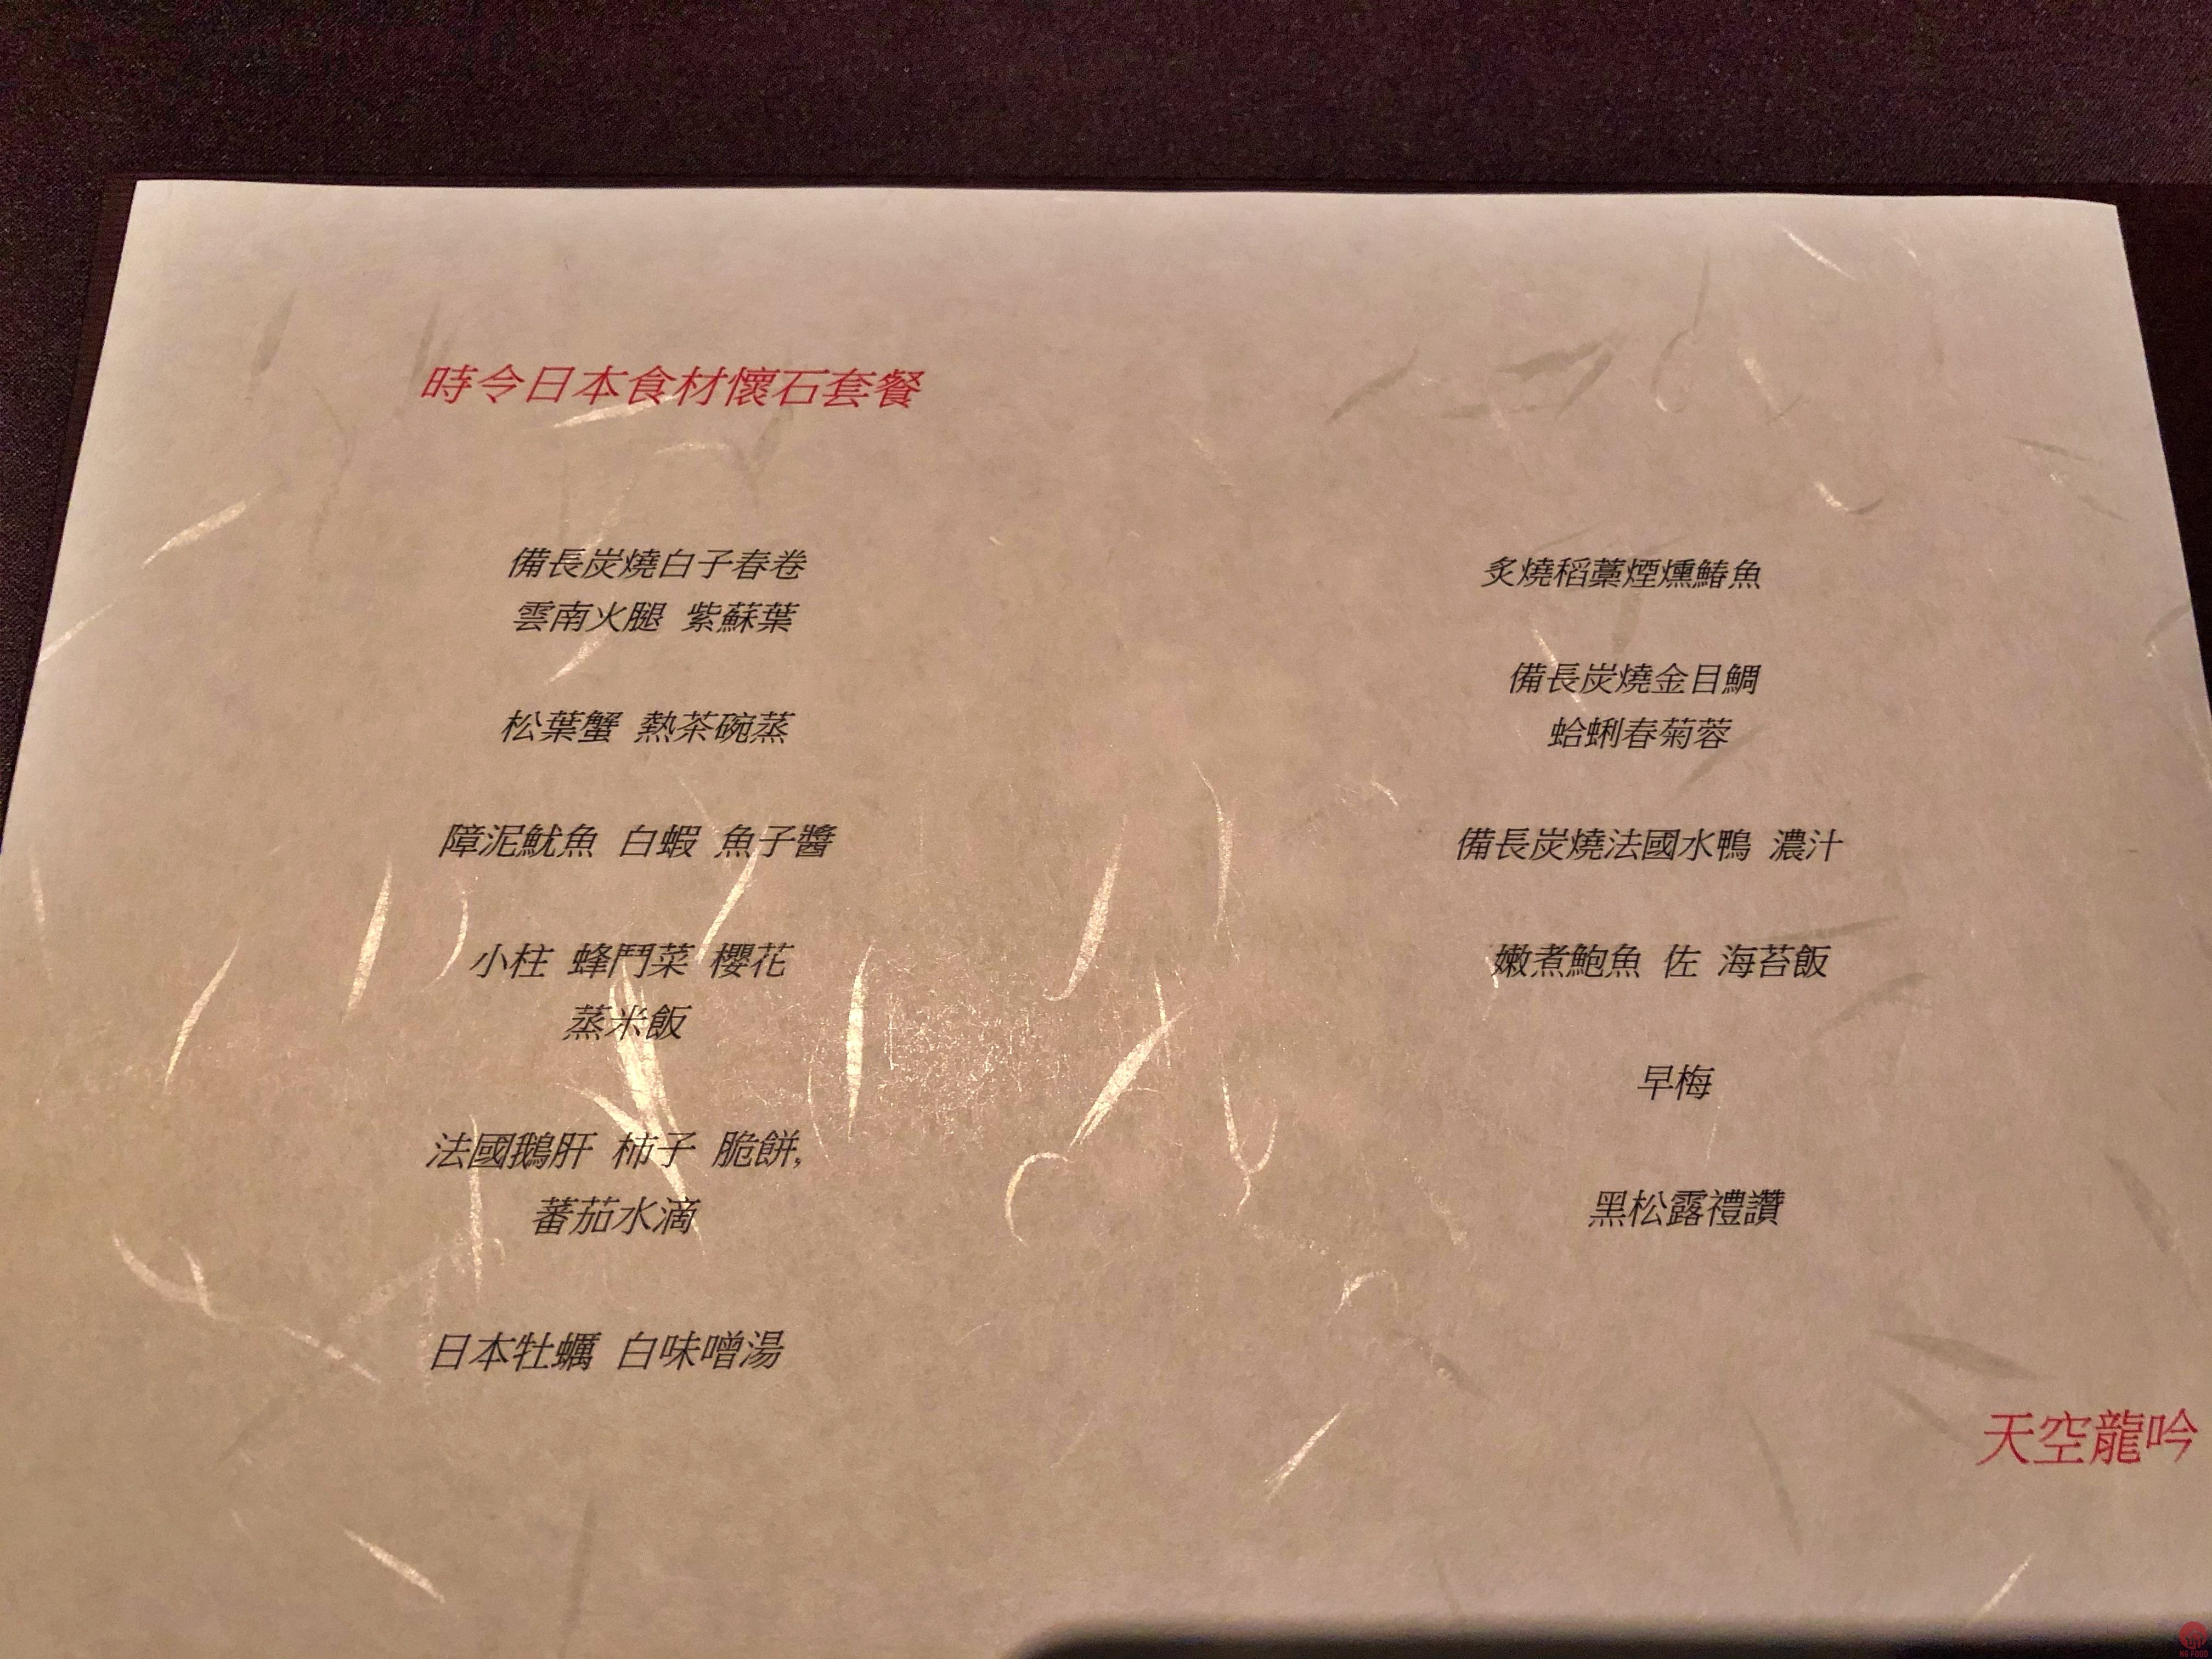 時令日本食材懷石套餐
備長炭燒白子春卷
雲南火腿 紫蘇葉
松葉蟹 熱茶碗蒸
障泥魷魚 白蝦 魚子醬
小柱 蜂鬥菜 櫻花
蒸米飯
法國鵝肝 柿子 脆餅,
蕃茄水滴
日本牡蠣 白味噌湯
炙燒稻藁煙燻鰆魚
備長炭燒金目鯛
蛤蜊春菊蓉
備長炭燒法國水鴨 濃汁
嫩煮鮑魚 佐 海苔飯
早梅
黑松露禮讚
天空龍吟